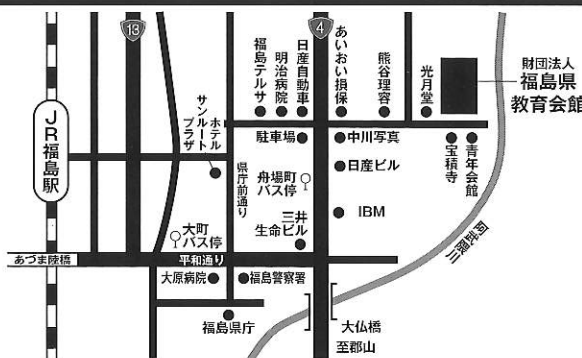 13
4
福島テルサ
明治病院
日産自動車
あいおい損保
熊谷理容
光月堂
財団法人
福島県
教育会館
JR福島駅
ホテル
サンルート
プラザ
駐車場
中川写真
日産ビル
宝積寺
青年会館
県庁前通り
舟場町
バス停
IBM
大町
バス停
三井
生命ビル
阿武隈川
あづま陸橋
平和通り
大原病院
福島警察署
福島県庁
大仏橋
至郡山